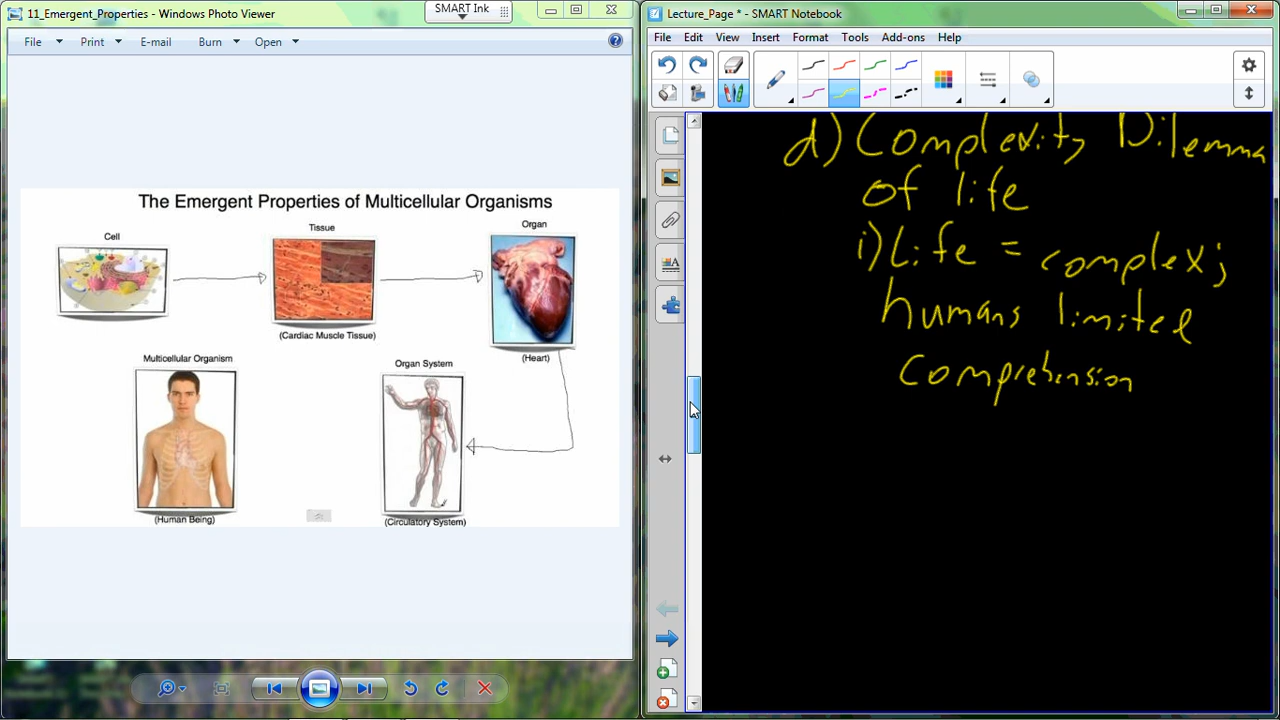 11_Emergent_Properties - Windows Photo Viewer
SMART Ink
File Print E-mail Burn Open
The Emergent Properties of Multicellular Organisms
Cell
Tissue
Organ
(Cardiac Muscle Tissue)
(Heart)
Multicellular Organism
Organ System
(Human Being)
(Circulatory System)
Lecture_Page * - SMART Notebook
File Edit View Insert Format Tools Add-ons Help
d) Complexity Dilemma
of life
i) Life = complex;
humans limited
comprehension